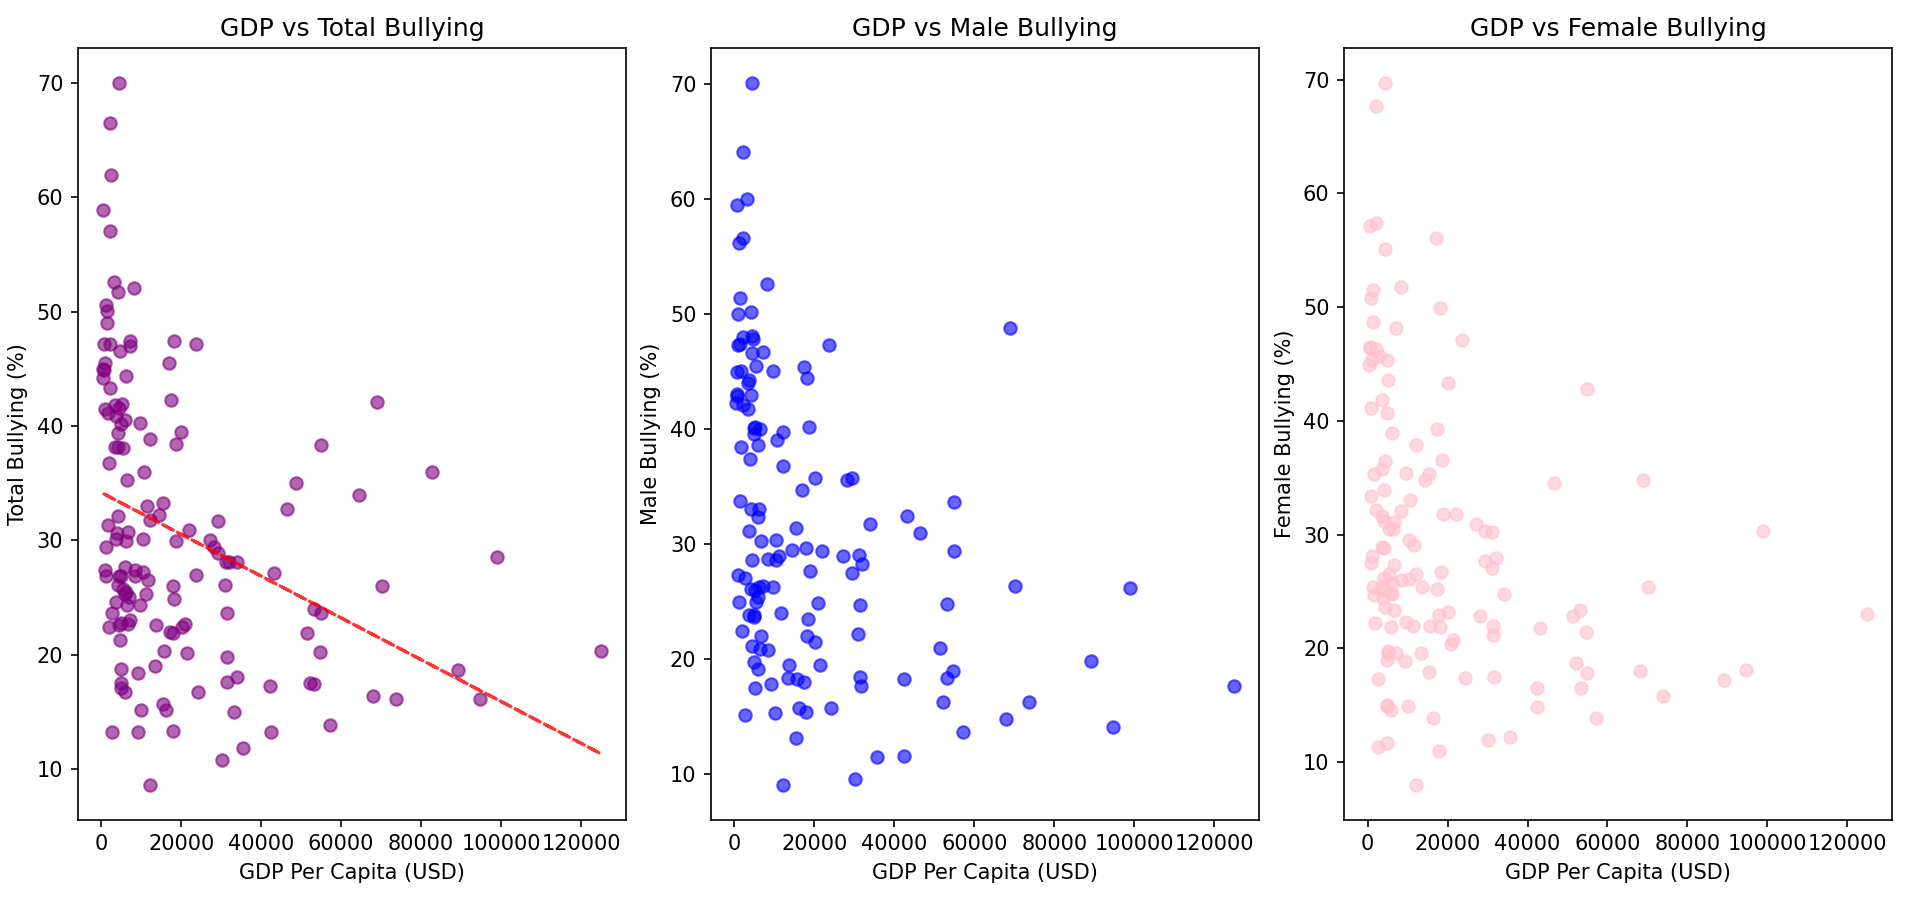 GDP vs Total Bullying
70
60
50
40
30
20
10
Total Bullying (%)
0 20000 40000 60000 80000 100000 120000
GDP Per Capita (USD)
GDP vs Male Bullying
70
60
50
40
30
20
10
Male Bullying (%)
0 20000 40000 60000 80000 100000 120000
GDP Per Capita (USD)
GDP vs Female Bullying
70
60
50
40
30
20
10
Female Bullying (%)
0 20000 40000 60000 80000 100000 120000
GDP Per Capita (USD)